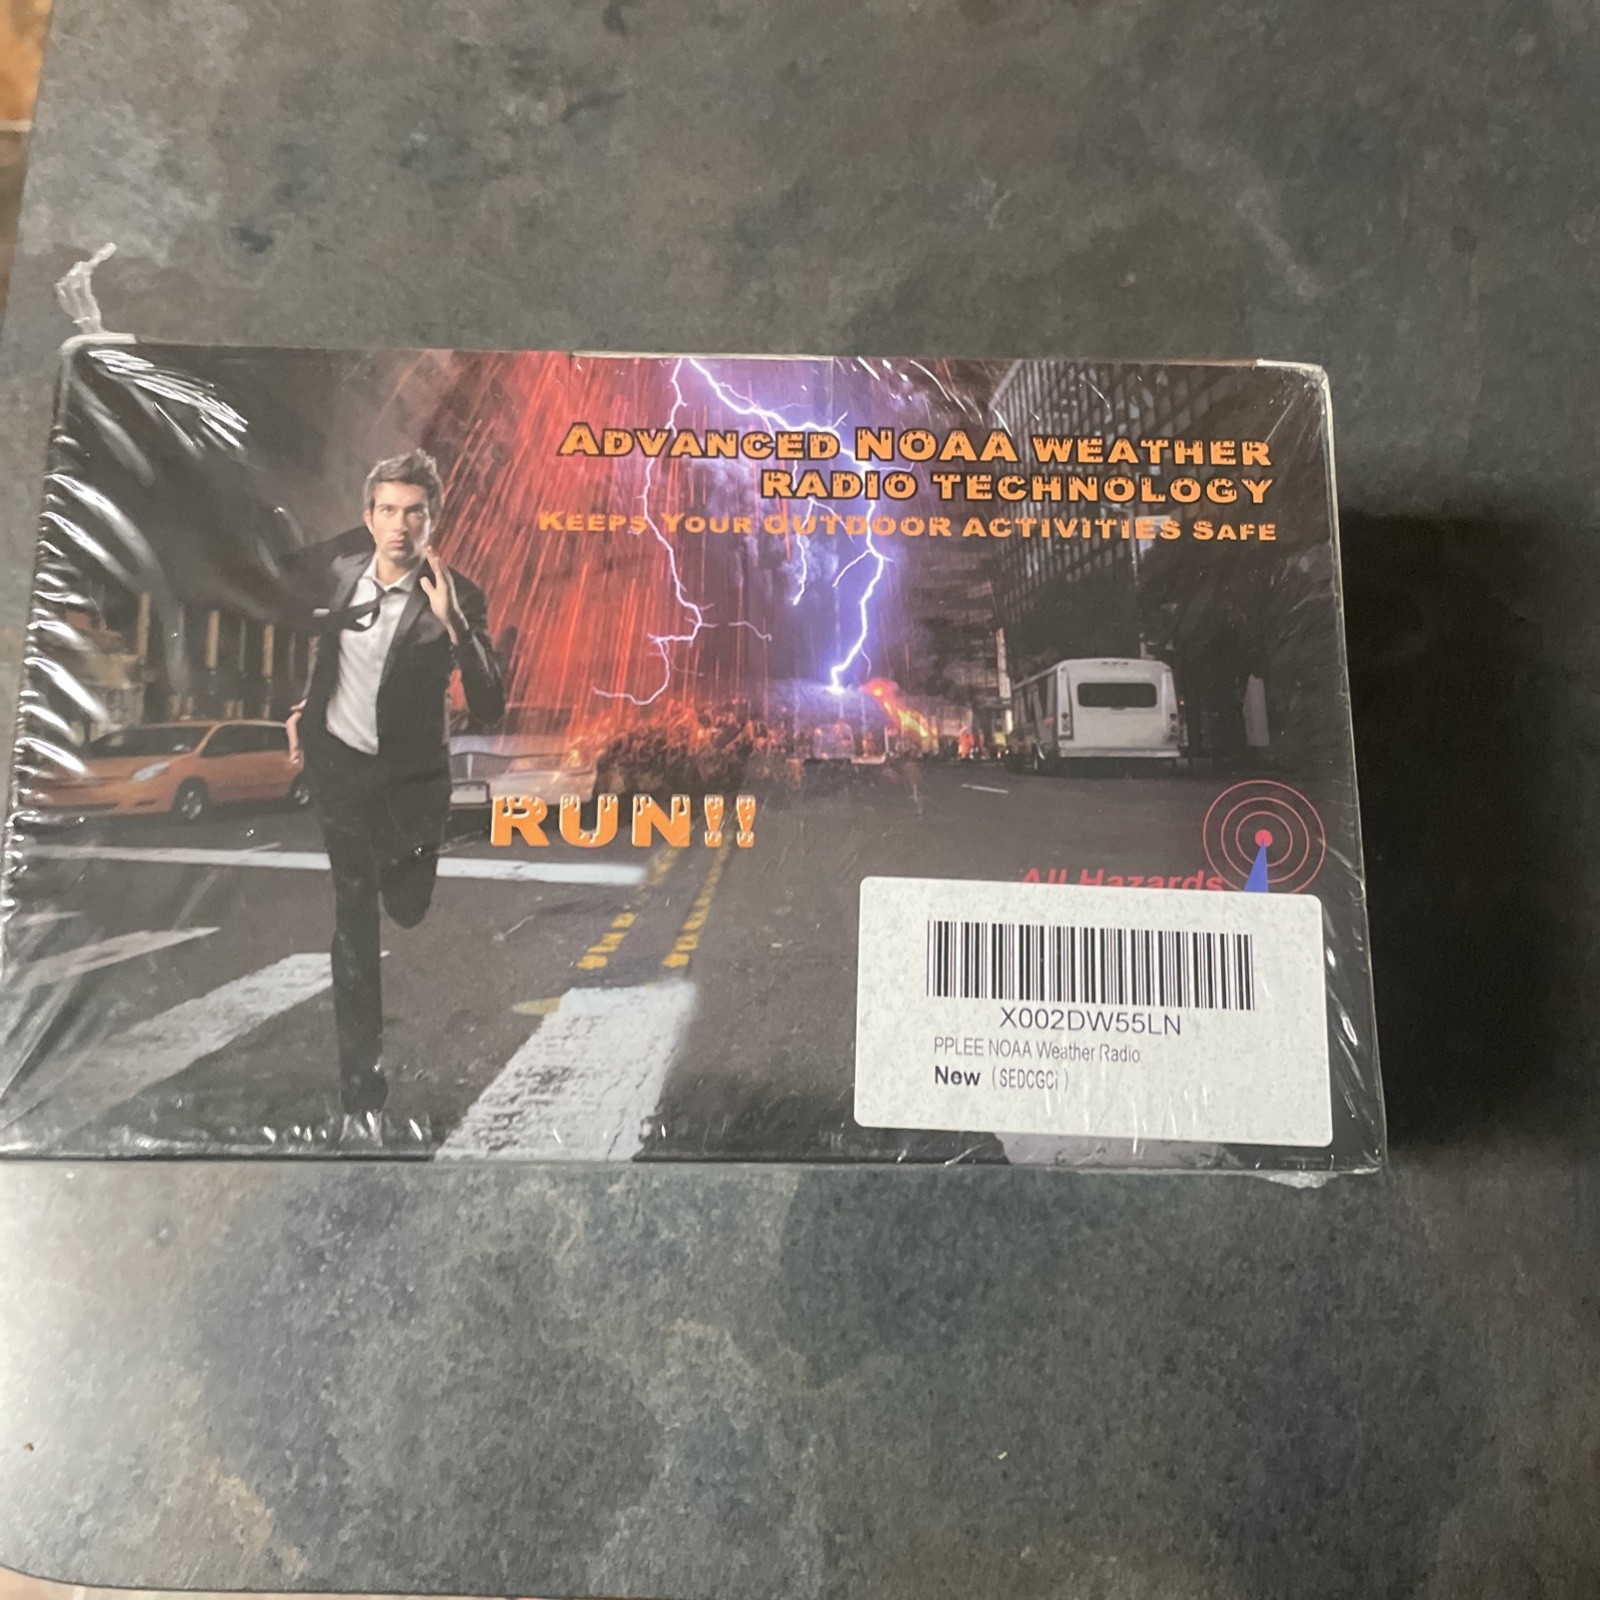 ADVANCED NOAA WEATHER
RADIO TECHNOLOGY
KEEPS YOUR OUTDOOR ACTIVITIES SAFE
RUN!!
All Hazards
X002DW55LN
PPLEE NOAA Weather Radio
New (SEDCGCi)